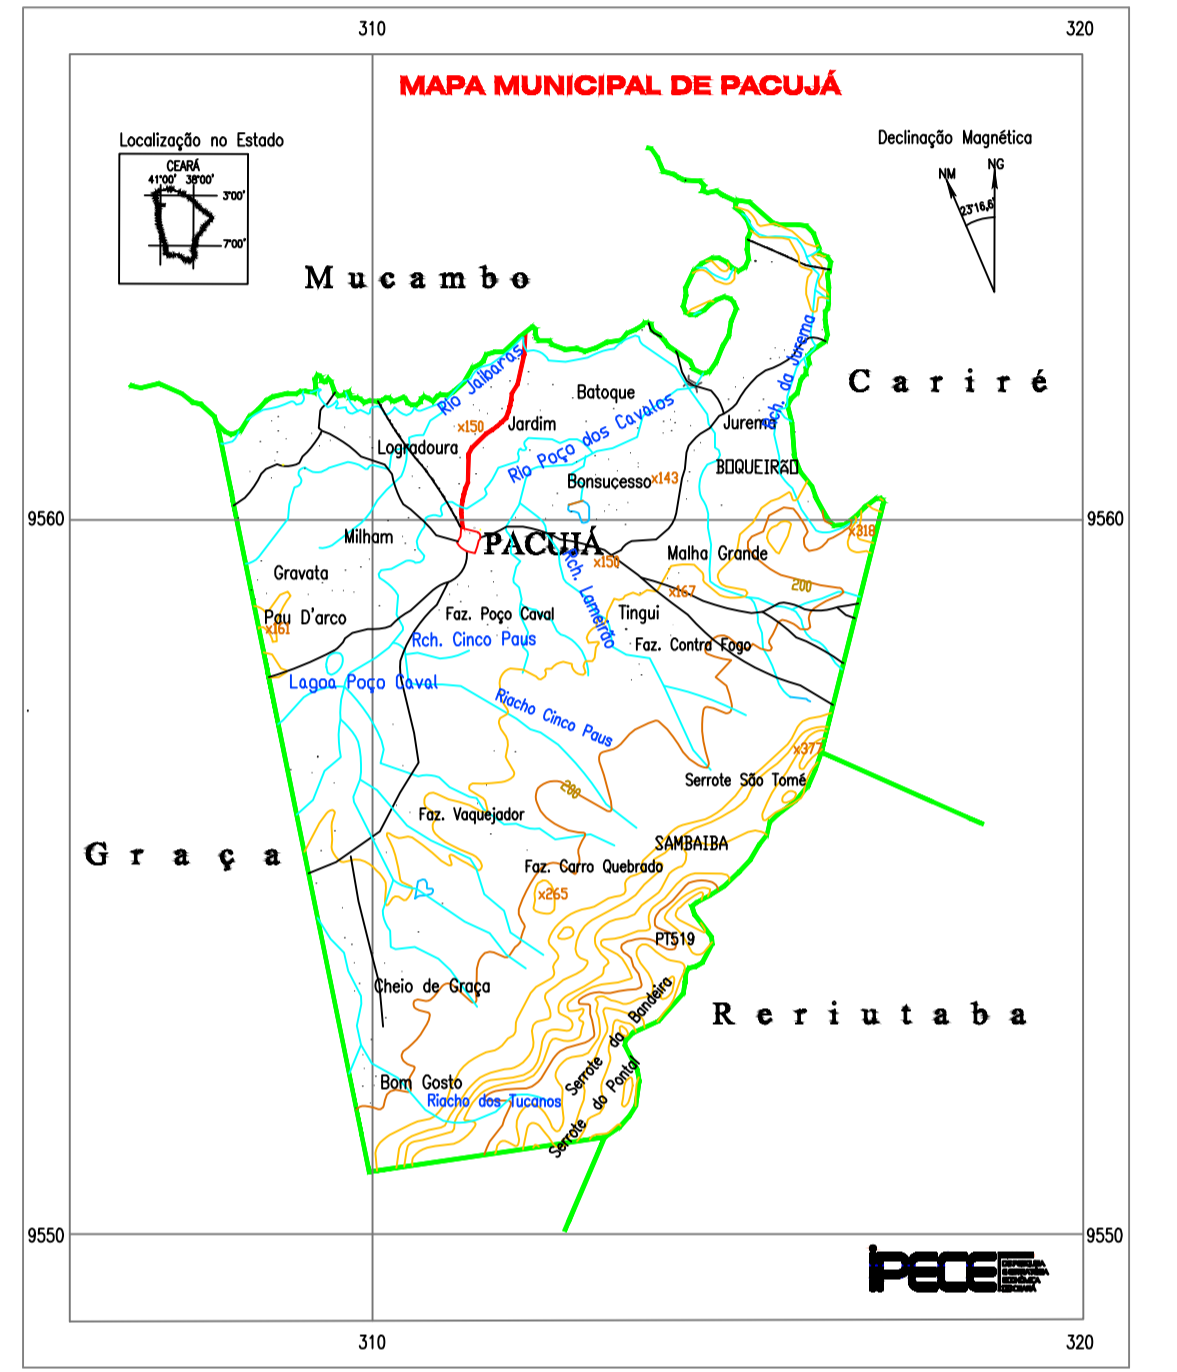 310
320
MAPA MUNICIPAL DE PACUJÁ
Localização no Estado
CEARÁ
41°00'
38°00'
3°00'
7°00'
Declinação Magnética
NM
NG
23°16,6'
Mucambo
Cariré
Rio Jaibaras
Rch. da Jurema
Batoque
x150
Jardim
Rio Poço dos Cavalos
Jurema
Logradoura
BOQUEIRÃO
Bonsucesso
x143
9560
9560
x318
Milham
PACUJÁ
Malha Grande
x150
Rch. Lameirão
Gravata
200
x167
Pau D'arco
x161
Faz. Poço Caval
Tingui
Rch. Cinco Paus
Faz. Contra Fogo
Lagoa Poço Caval
Riacho Cinco Paus
x377
Serrote São Tomé
200
Faz. Vaquejador
SAMBAIBA
Graça
Faz. Carro Quebrado
x265
PT519
Cheio de Graça
Serrote da Bandeira
Reriutaba
Bom Gosto
Riacho dos Tucanos
Serrote do Pontal
9550
9550
IPECE
310
320